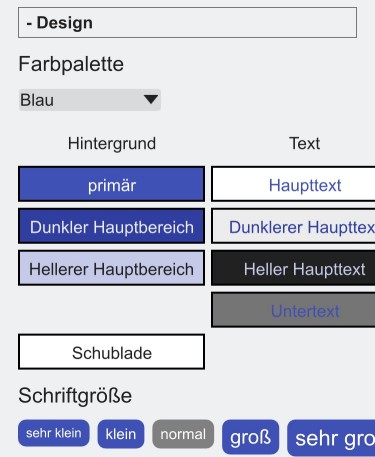 - Design
Farbpalette
Blau
Hintergrund Text
primär Haupttext
Dunkler Hauptbereich Dunklerer Haupttex
Hellerer Hauptbereich Heller Haupttext
Untertext
Schublade
Schriftgröße
sehr klein klein normal groß sehr gro